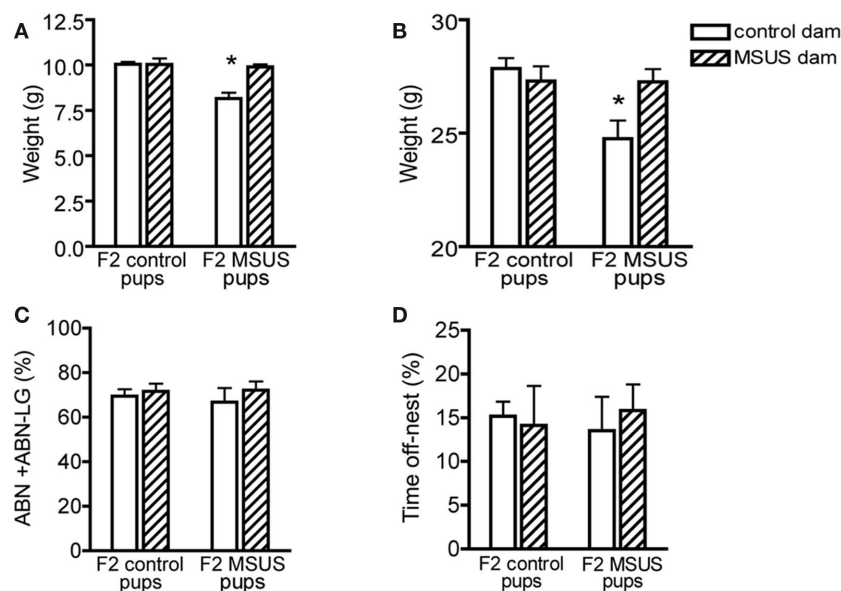 A
Weight (g)
12.5
10.0
7.5
5.0
2.5
0.0
*
F2 control
pups
F2 MSUS
pups
B
Weight (g)
30
25
20
*
F2 control
pups
F2 MSUS
pups
control dam
MSUS dam
C
ABN +ABN-LG (%)
100
80
60
40
20
0
F2 control
pups
F2 MSUS
pups
D
Time off-nest (%)
25
20
15
10
5
0
F2 control
pups
F2 MSUS
pups